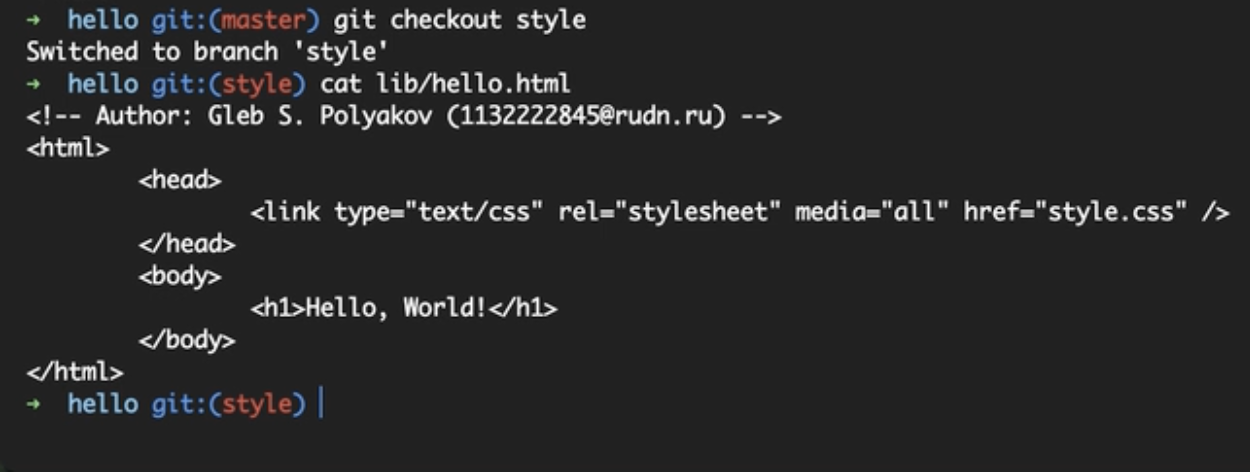 ➜  hello git:(master) git checkout style
Switched to branch 'style'
➜  hello git:(style) cat lib/hello.html
<!-- Author: Gleb S. Polyakov (1132222845@rudn.ru) -->
<html>
        <head>
                <link type="text/css" rel="stylesheet" media="all" href="style.css" />
        </head>
        <body>
                <h1>Hello, World!</h1>
        </body>
</html>
➜  hello git:(style)